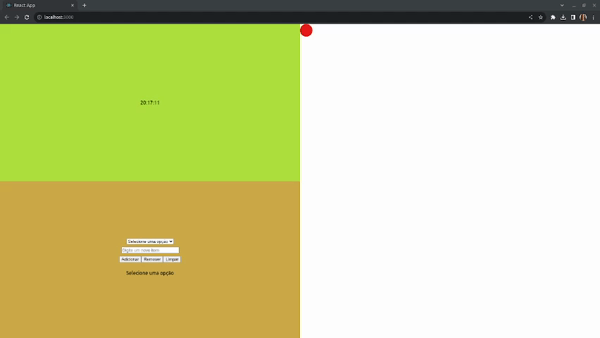 React App
localhost:3000
20:17:11
Selecione uma opção
Digite um novo item
Adicionar Remover Limpar
Selecione uma opção